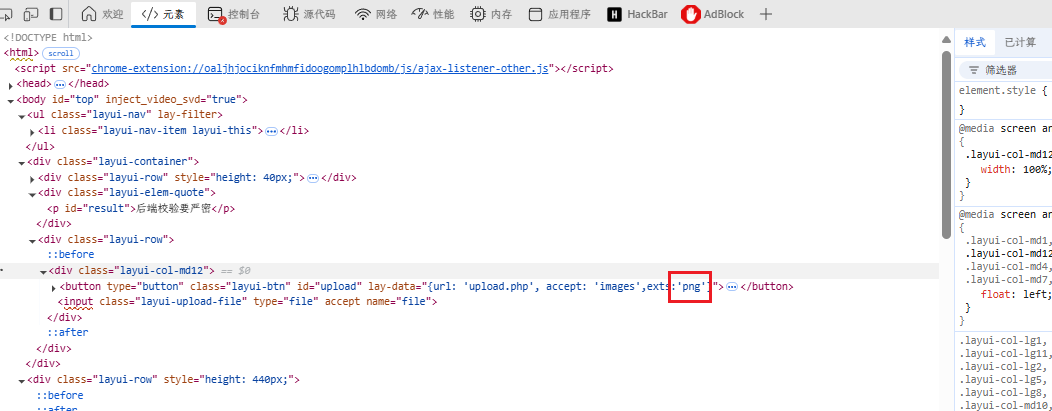 欢迎 </> 元素 控制台 源代码 网络 性能 内存 应用程序 H HackBar AdBlock
<!DOCTYPE html>
<html> scroll
<script src="chrome-extension://oaljhjociknfmhmfidoogomplhlbdomb/js/ajax-listener-other.js"></script>
<head> ⋯ </head>
<body id="top" inject_video_svd="true">
<ul class="layui-nav" lay-filter>
<li class="layui-nav-item layui-this"> ⋯ </li>
</ul>
<div class="layui-container">
<div class="layui-row" style="height: 40px;"> ⋯ </div>
<div class="layui-elem-quote">
<p id="result">后端校验要严密</p>
</div>
<div class="layui-row">
::before
<div class="layui-col-md12"> == $0
<button type="button" class="layui-btn" id="upload" lay-data="{url: 'upload.php', accept: 'images',exts:'png'}"> ⋯ </button>
<input class="layui-upload-file" type="file" accept name="file">
</div>
::after
</div>
</div>
<div class="layui-row" style="height: 440px;">
::before
::after
样式 已计算
筛选器
element.style {
}
@media screen an
{
.layui-col-md12
width: 100%;
}
}
@media screen an
{
.layui-col-md1,
.layui-col-md12
.layui-col-md4,
.layui-col-md7,
float: left;
}
}
.layui-col-lg1,
.layui-col-lg11,
.layui-col-lg2,
.layui-col-lg5,
.layui-col-lg8,
.layui-col-md10,